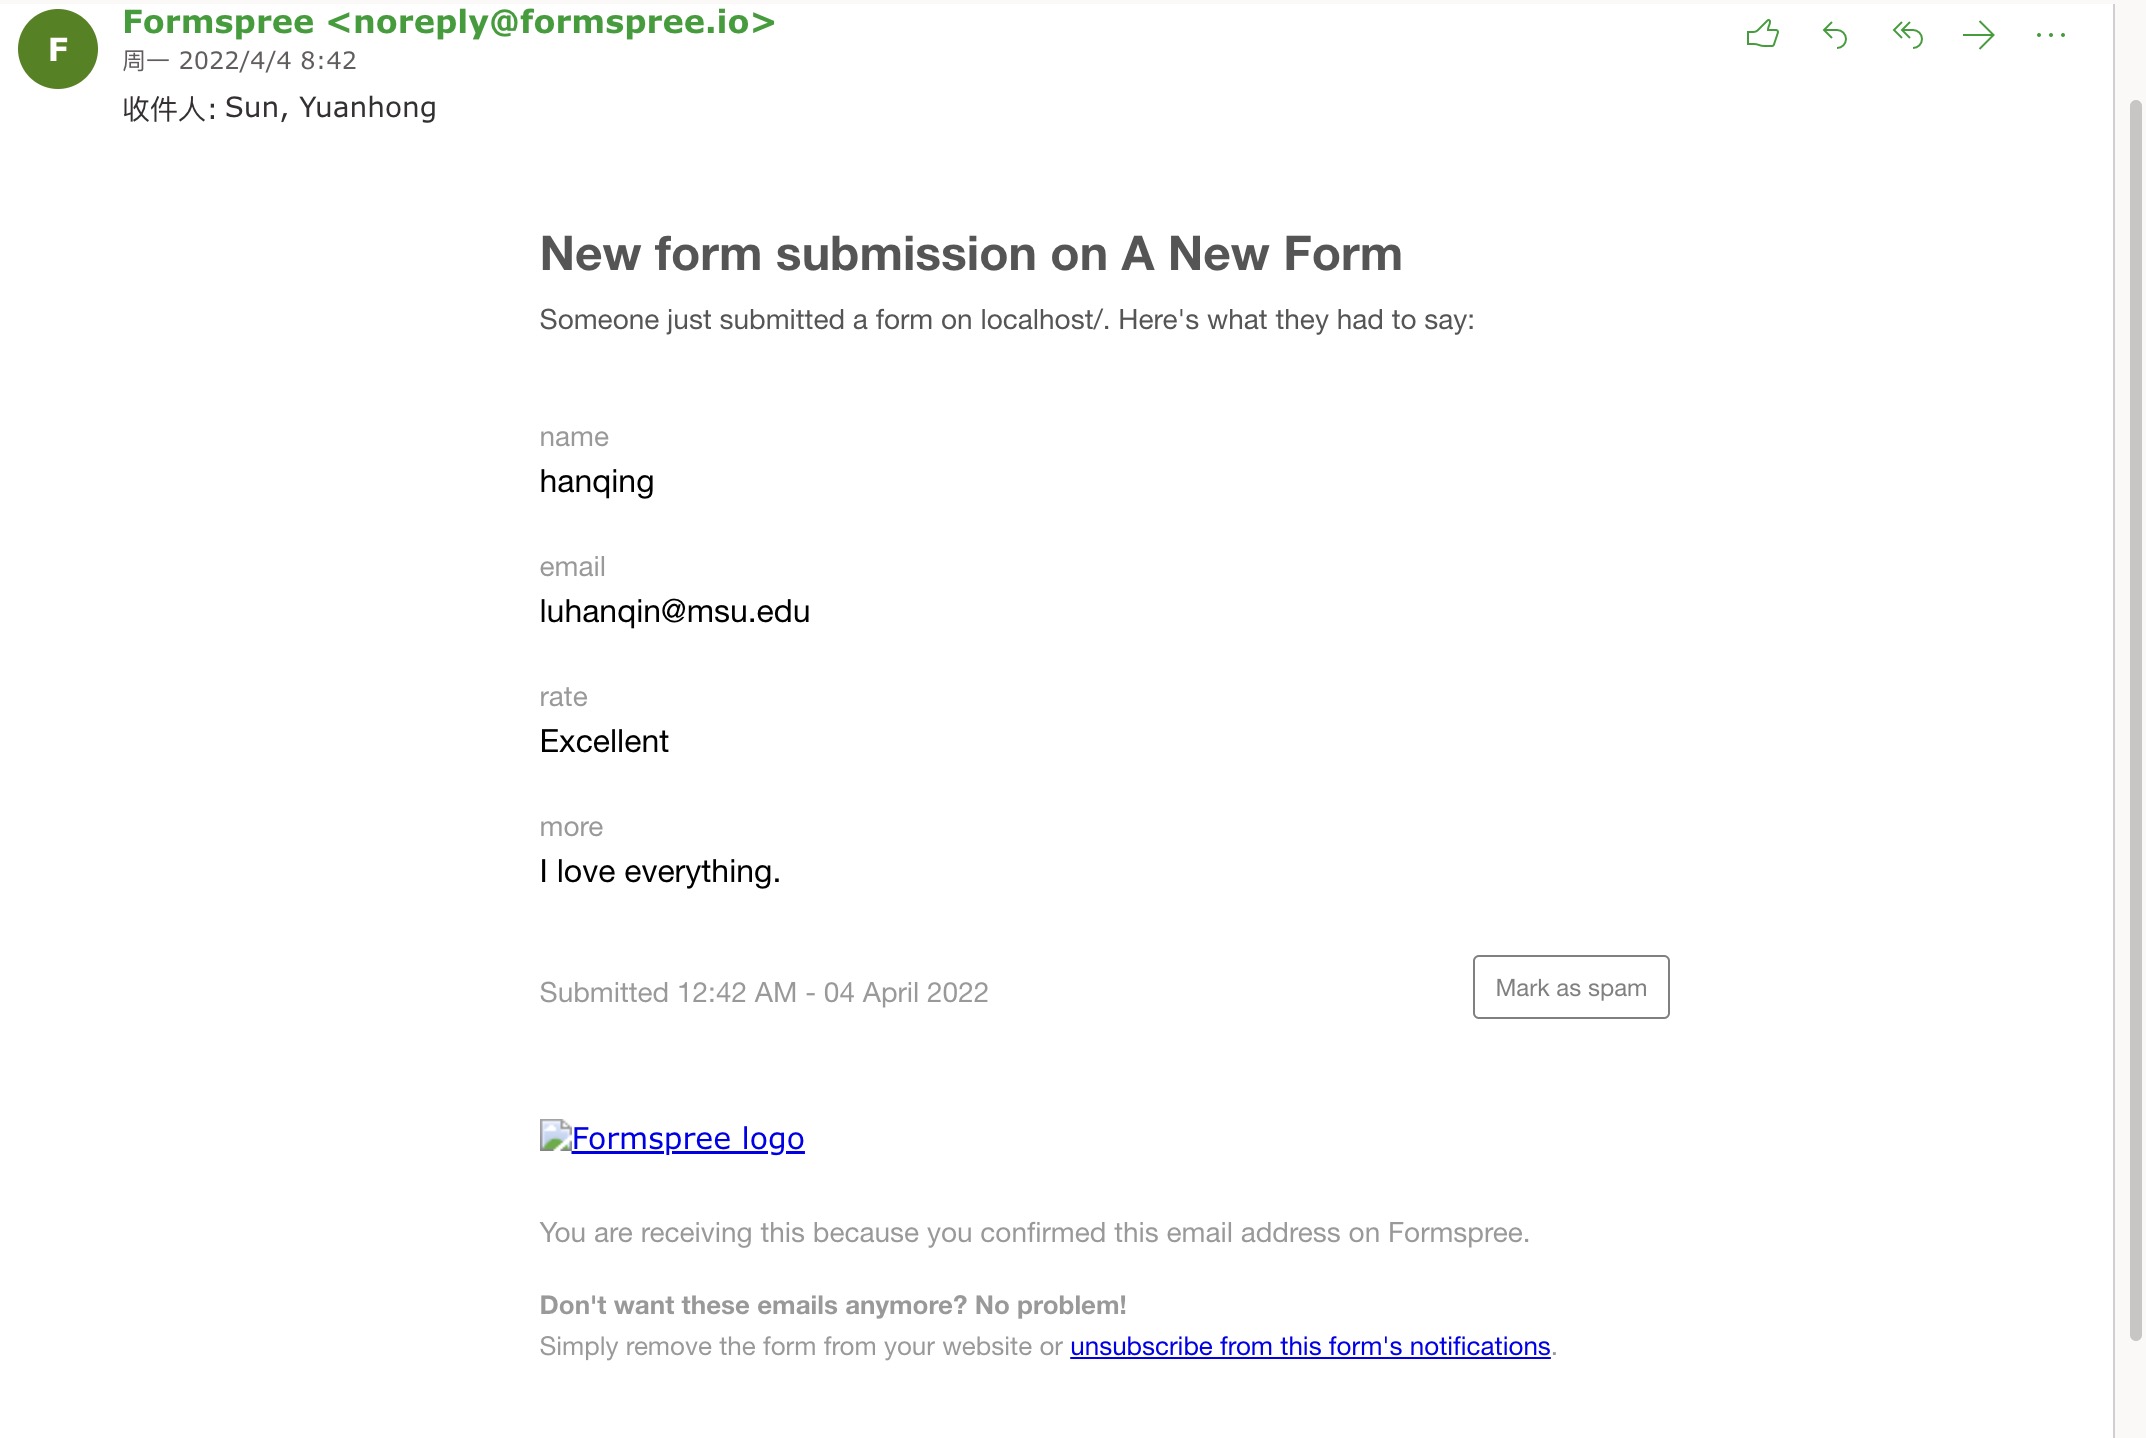 F
Formspree <noreply@formspree.io>
周一 2022/4/4 8:42
收件人: Sun, Yuanhong
New form submission on A New Form
Someone just submitted a form on localhost/. Here's what they had to say:
name
hanqing
email
luhanqin@msu.edu
rate
Excellent
more
I love everything.
Submitted 12:42 AM - 04 April 2022
Mark as spam
Formspree logo
You are receiving this because you confirmed this email address on Formspree.
Don't want these emails anymore? No problem!
Simply remove the form from your website or unsubscribe from this form's notifications.